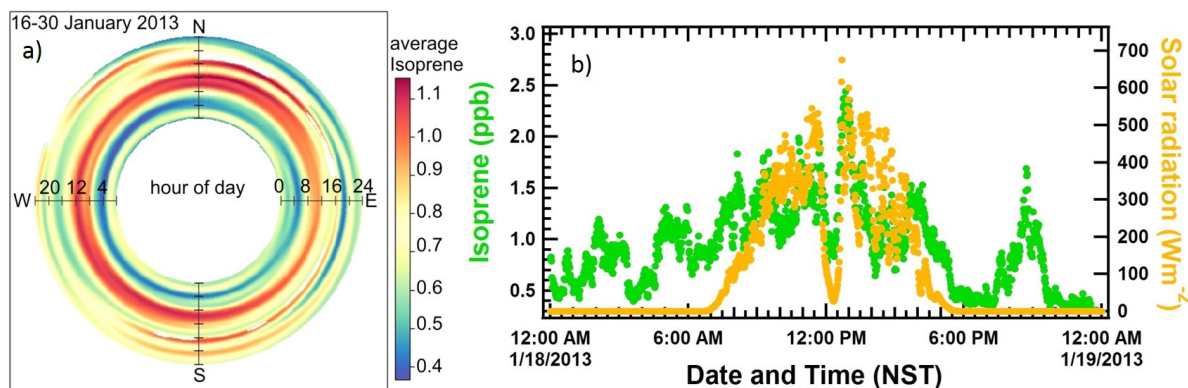 16-30 January 2013
a)
N
average
Isoprene
1.1
1.0
0.9
0.8
0.7
0.6
0.5
0.4
W 20 12 4 hour of day 0 8 16 24 E
S
b)
Isoprene (ppb)
3.0
2.5
2.0
1.5
1.0
0.5
Solar radiation (Wm-2)
700
600
500
400
300
200
100
0
12:00 AM 6:00 AM 12:00 PM 6:00 PM 12:00 AM
1/18/2013 1/19/2013
Date and Time (NST)